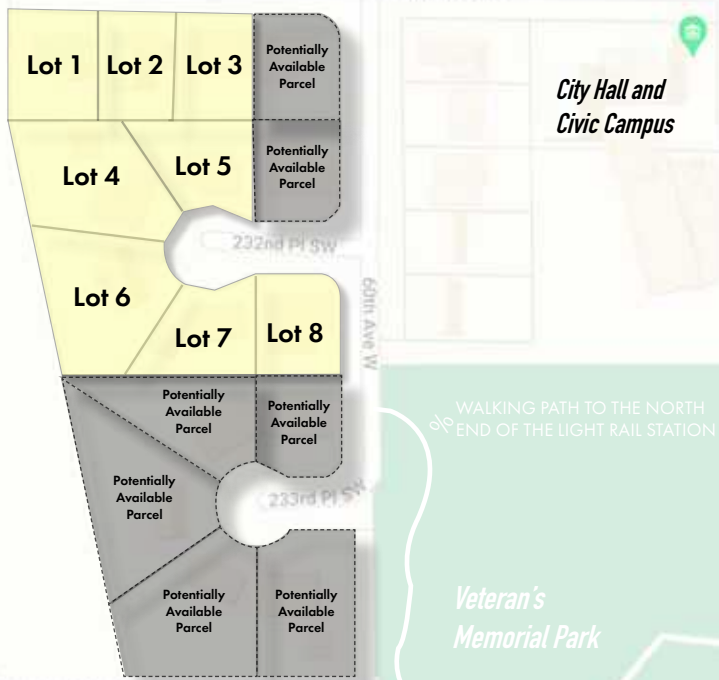 Lot 1
Lot 2
Lot 3
Potentially
Available
Parcel
City Hall and
Civic Campus
Lot 4
Lot 5
Potentially
Available
Parcel
232nd Pl SW
Lot 6
Lot 7
Lot 8
60th Ave W
Potentially
Available
Parcel
Potentially
Available
Parcel
WALKING PATH TO THE NORTH
END OF THE LIGHT RAIL STATION
Potentially
Available
Parcel
233rd Pl SW
Potentially
Available
Parcel
Potentially
Available
Parcel
Veteran's
Memorial Park